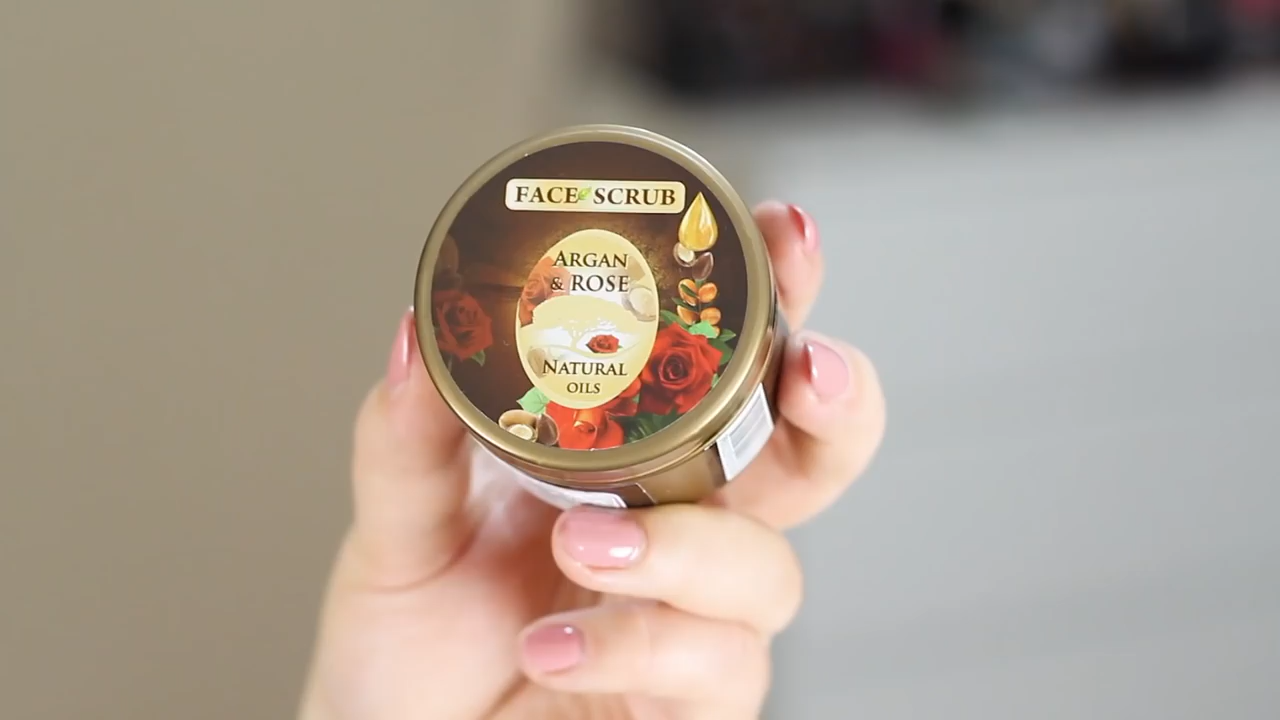 FACE SCRUB
ARGAN
& ROSE
NATURAL
OILS